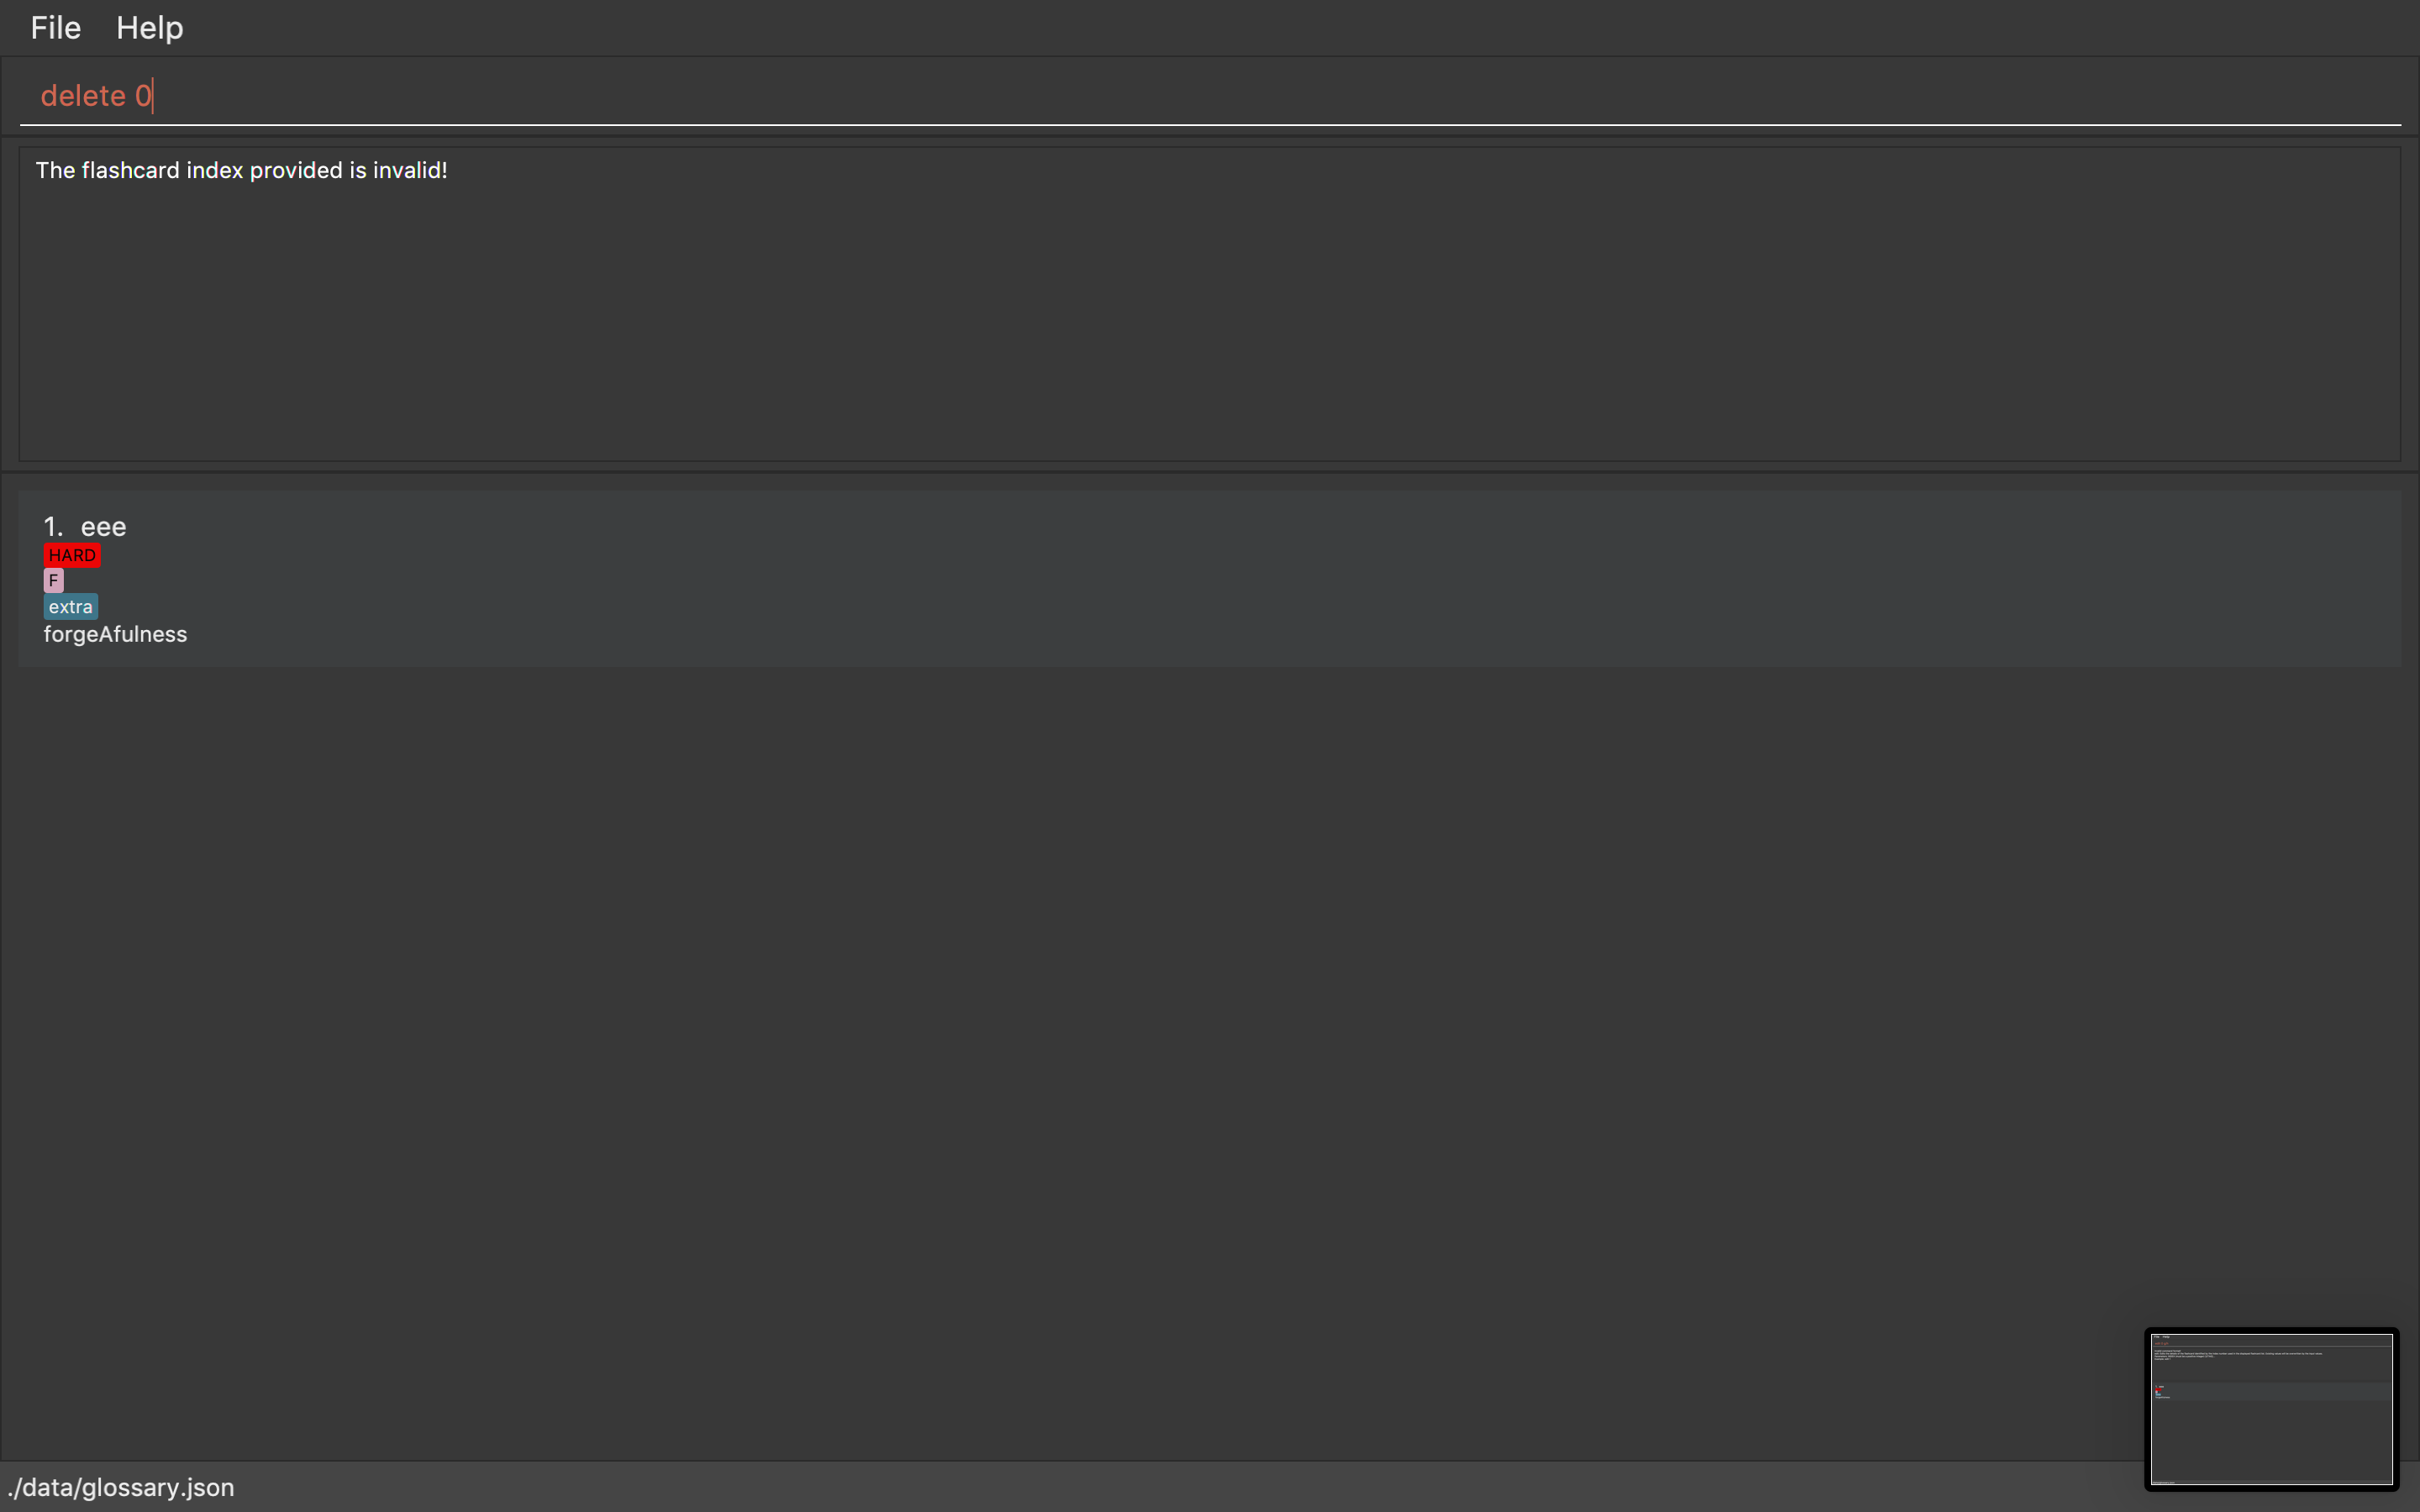 File Help
delete 0
The flashcard index provided is invalid!
1. eee
HARD
F
extra
forgeAfulness
./data/glossary.json